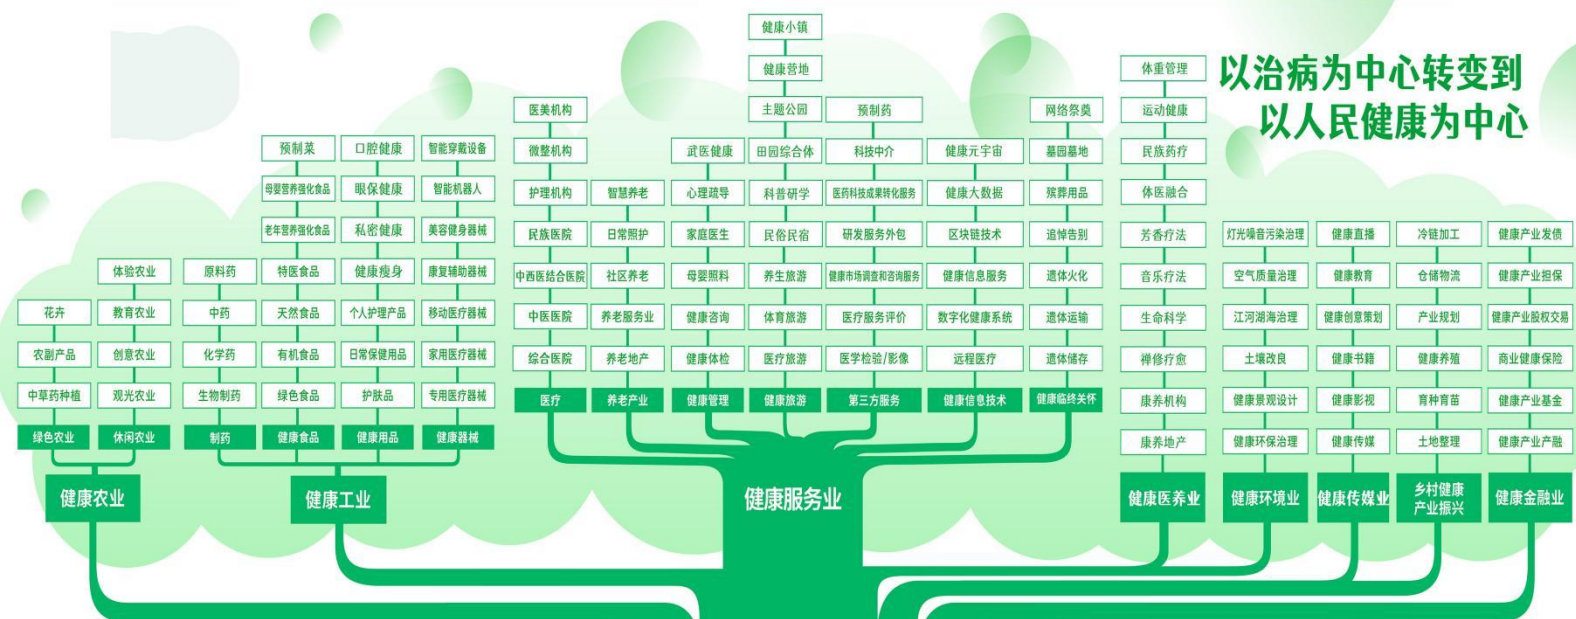 以治病为中心转变到
以人民健康为中心
花卉
农副产品
中草药种植
绿色农业
体验农业
教育农业
创意农业
观光农业
休闲农业
健康农业
原料药
中药
化学药
生物制药
制药
预制菜
母婴营养强化食品
老年营养强化食品
特医食品
天然食品
有机食品
绿色食品
健康食品
口腔健康
眼保健康
私密健康
健康瘦身
个人护理产品
日常保健用品
护肤品
健康用品
智能穿戴设备
智能机器人
美容健身器械
康复辅助器械
移动医疗器械
家用医疗器械
专用医疗器械
健康器械
健康工业
医美机构
微整机构
护理机构
民族医院
中西医结合医院
中医医院
综合医院
医疗
智慧养老
日常照护
社区养老
养老服务业
养老地产
养老产业
武医健康
心理疏导
家庭医生
母婴照料
健康咨询
健康体检
健康管理
健康小镇
健康营地
主题公园
田园综合体
科普研学
民俗民宿
养生旅游
体育旅游
医疗旅游
健康旅游
预制药
科技中介
医药科技成果转化服务
研发服务外包
健康市场调查和咨询服务
医疗服务评价
医学检验/影像
第三方服务
健康元宇宙
健康大数据
区块链技术
健康信息服务
数字化健康系统
远程医疗
健康信息技术
网络祭奠
墓园墓地
殡葬用品
追悼告别
遗体火化
遗体运输
遗体储存
健康临终关怀
健康服务业
体重管理
运动健康
民族药疗
体医融合
芳香疗法
音乐疗法
生命科学
禅修疗愈
康养机构
康养地产
健康医养业
灯光噪音污染治理
空气质量治理
江河湖海治理
土壤改良
健康景观设计
健康环保治理
健康环境业
健康直播
健康教育
健康创意策划
健康书籍
健康影视
健康传媒
健康传媒业
冷链加工
仓储物流
产业规划
健康养殖
育种育苗
土地整理
乡村健康
产业振兴
健康产业发债
健康产业担保
健康产业股权交易
商业健康保险
健康产业基金
健康产业产融
健康金融业